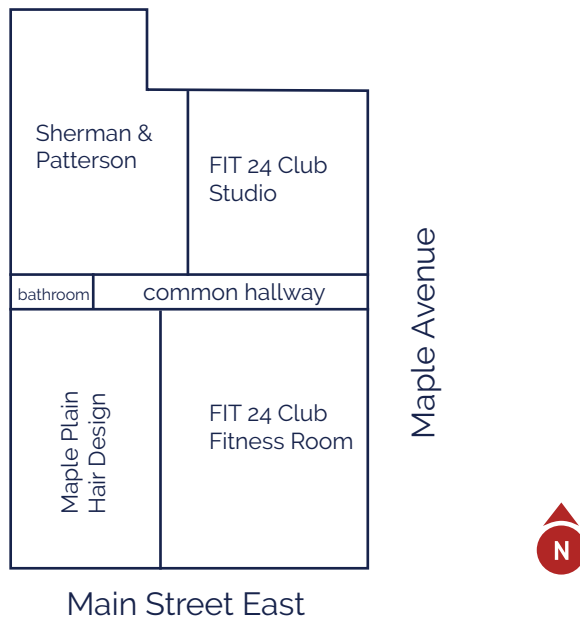 Sherman &
Patterson
FIT 24 Club
Studio
bathroom
common hallway
Maple Avenue
Maple Plain
Hair Design
FIT 24 Club
Fitness Room
N
Main Street East